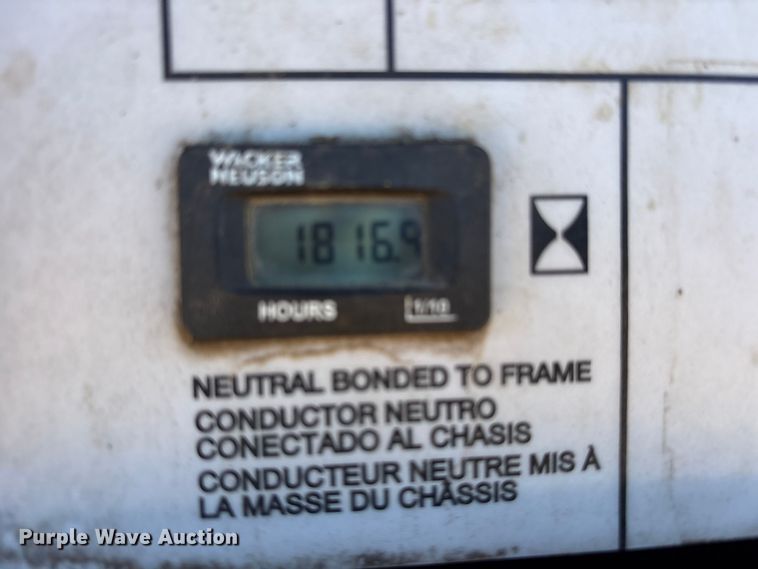 WACKER
NEUSON
1816.9
HOURS 1/10
NEUTRAL BONDED TO FRAME
CONDUCTOR NEUTRO
CONECTADO AL CHASIS
CONDUCTEUR NEUTRE MIS À
LA MASSE DU CHÂSSIS
Purple Wave Auction